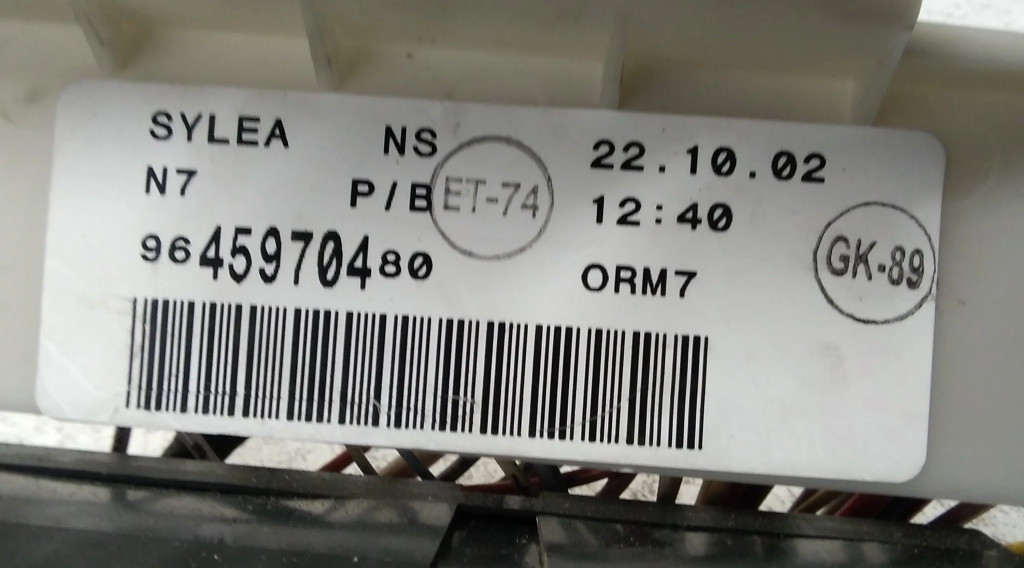 SYLEA NS 22.10.02
N7 P/B ET-74 12:40
9645970480 ORM7
GK-89